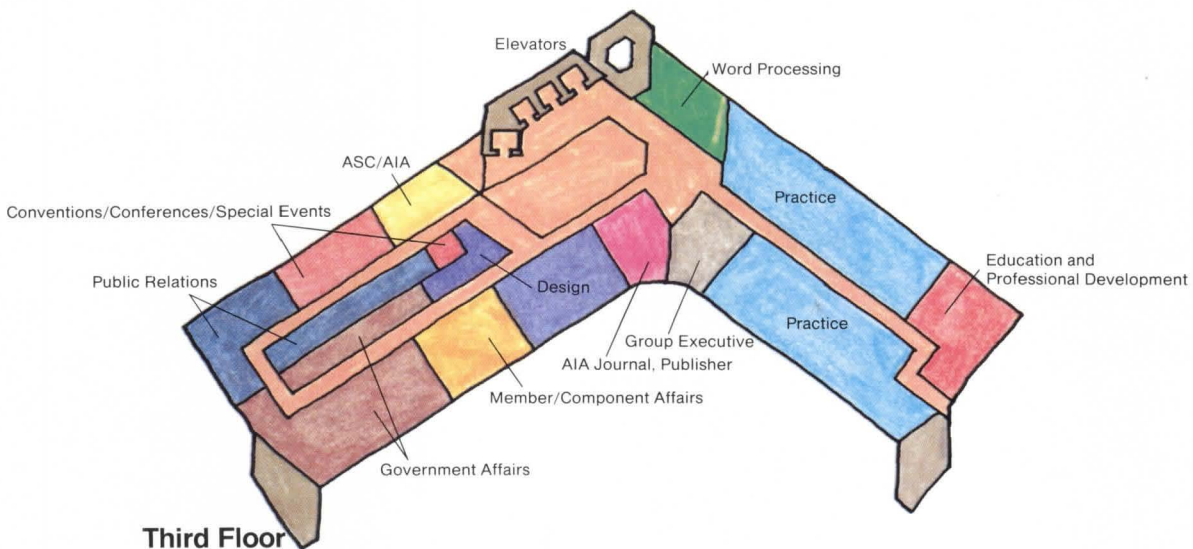 Elevators
Word Processing
ASC/AIA
Practice
Conventions/Conferences/Special Events
Education and
Professional Development
Public Relations
Design
Practice
Group Executive
AIA Journal, Publisher
Member/Component Affairs
Government Affairs
Third Floor